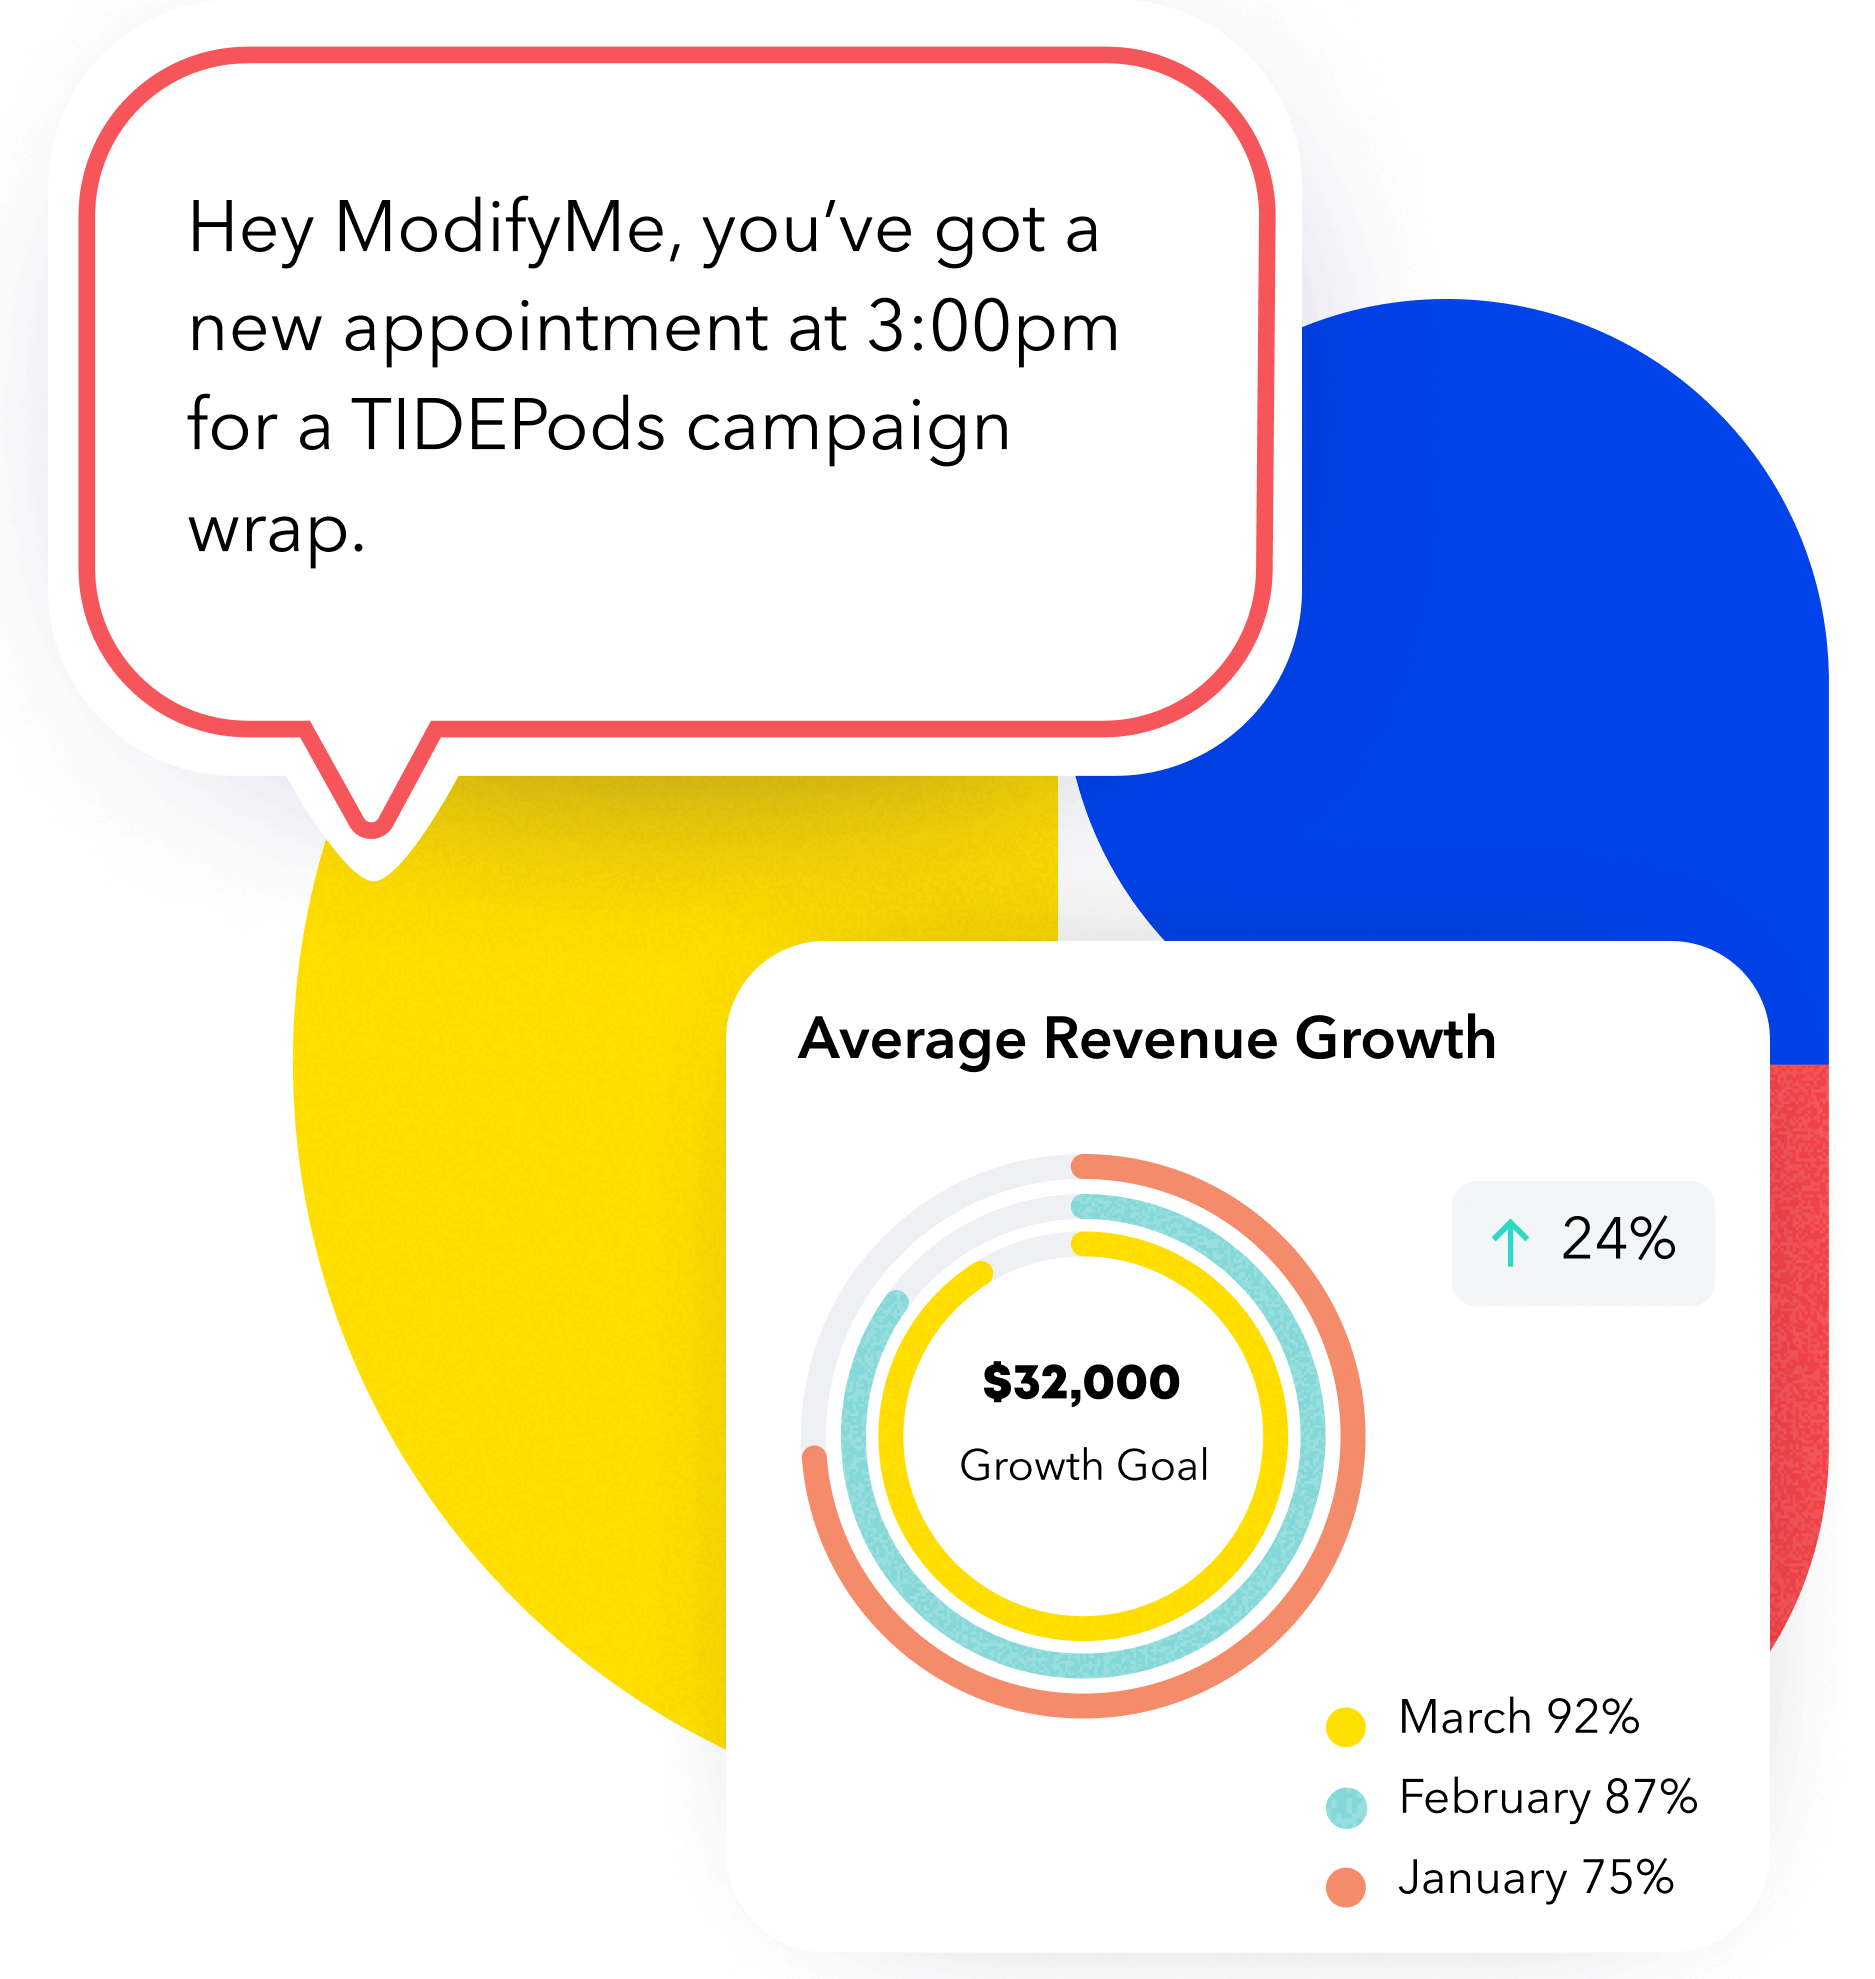 Hey ModifyMe, you’ve got a
new appointment at 3:00pm
for a TIDEPods campaign
wrap.
Average Revenue Growth
↑ 24%
$32,000
Growth Goal
March 92%
February 87%
January 75%